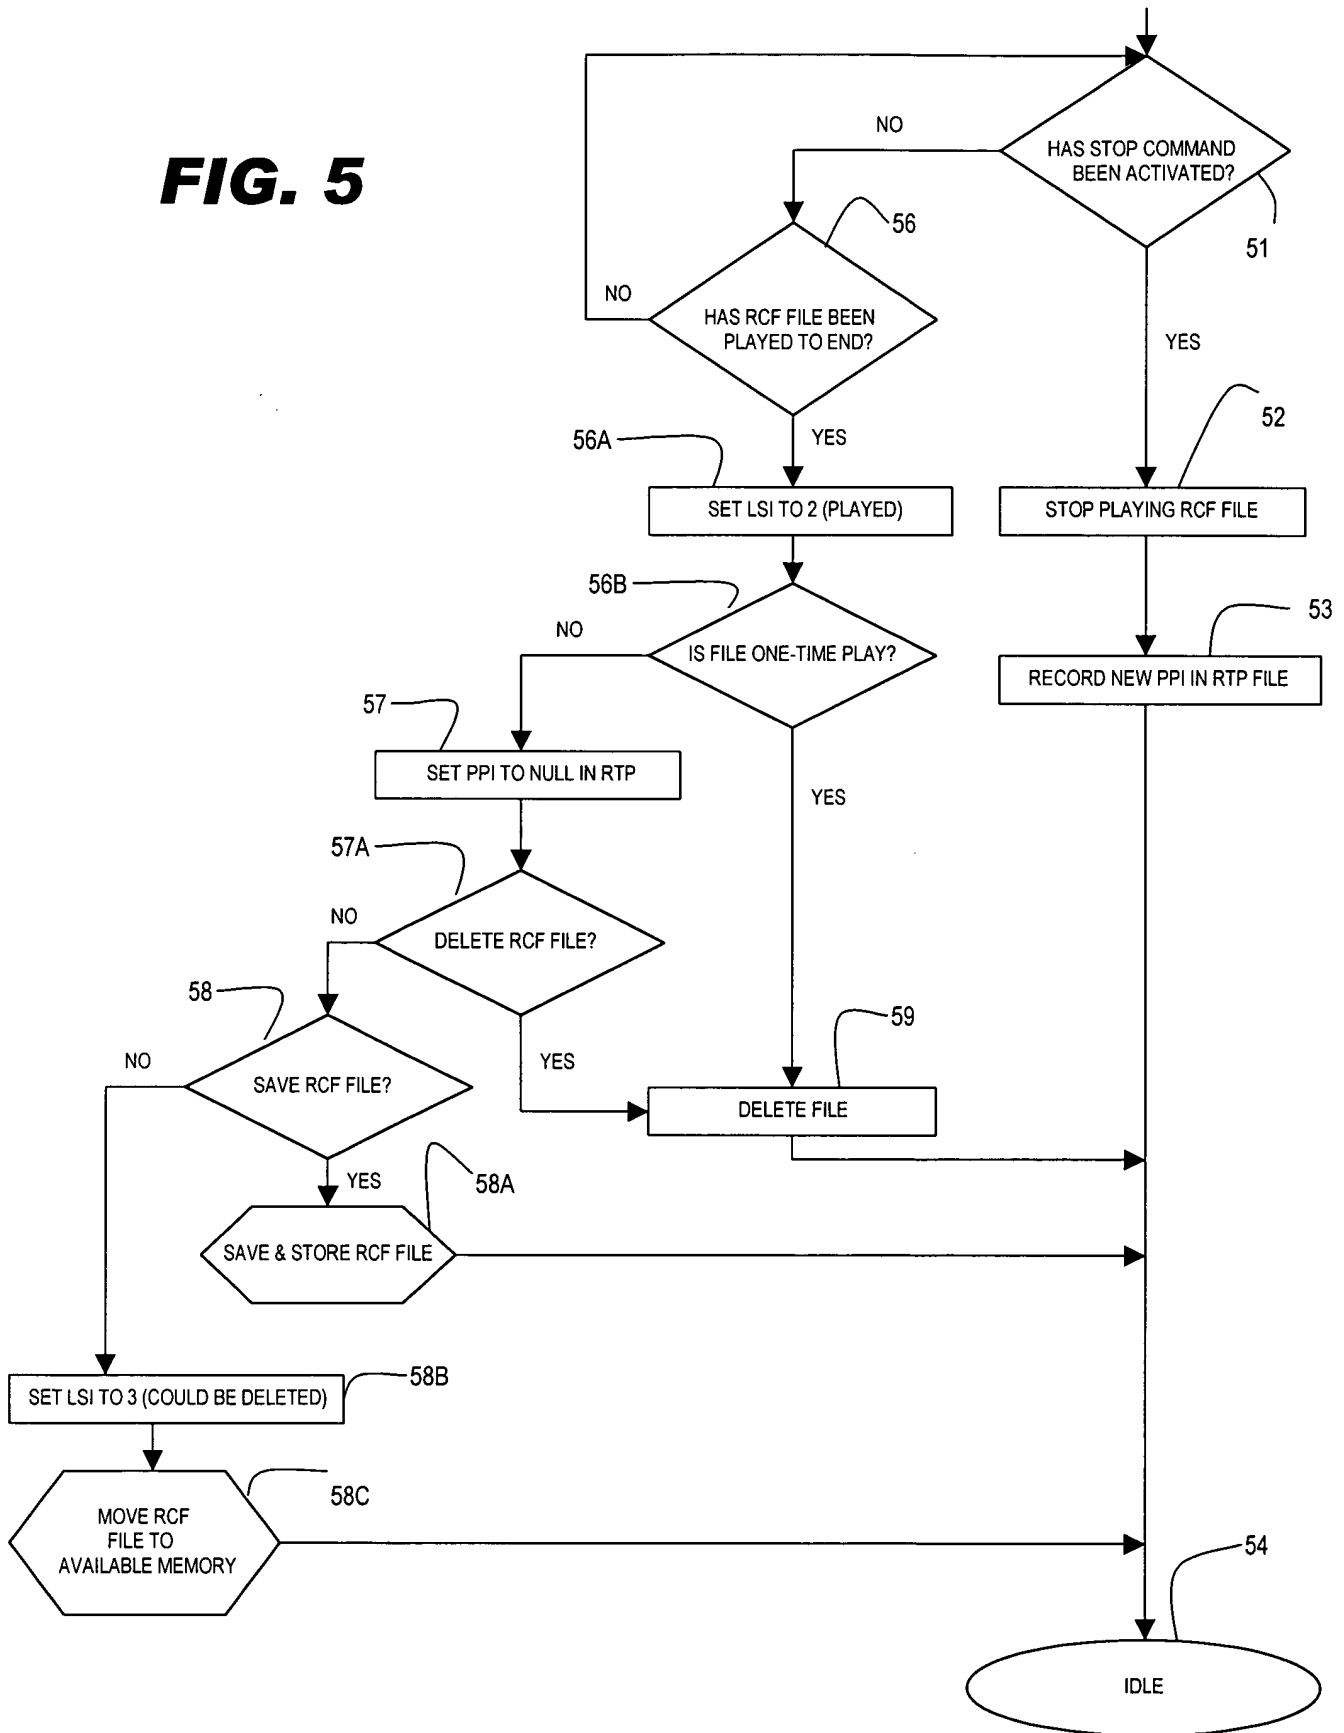 FIG. 5
NO
HAS STOP COMMAND
BEEN ACTIVATED?
51
56
NO
HAS RCF FILE BEEN
PLAYED TO END?
YES
YES
52
56A
SET LSI TO 2 (PLAYED)
STOP PLAYING RCF FILE
56B
53
NO
IS FILE ONE-TIME PLAY?
RECORD NEW PPI IN RTP FILE
57
SET PPI TO NULL IN RTP
YES
57A
NO
DELETE RCF FILE?
58
59
NO
YES
SAVE RCF FILE?
DELETE FILE
YES
58A
SAVE & STORE RCF FILE
58B
SET LSI TO 3 (COULD BE DELETED)
58C
MOVE RCF
FILE TO
AVAILABLE MEMORY
54
IDLE